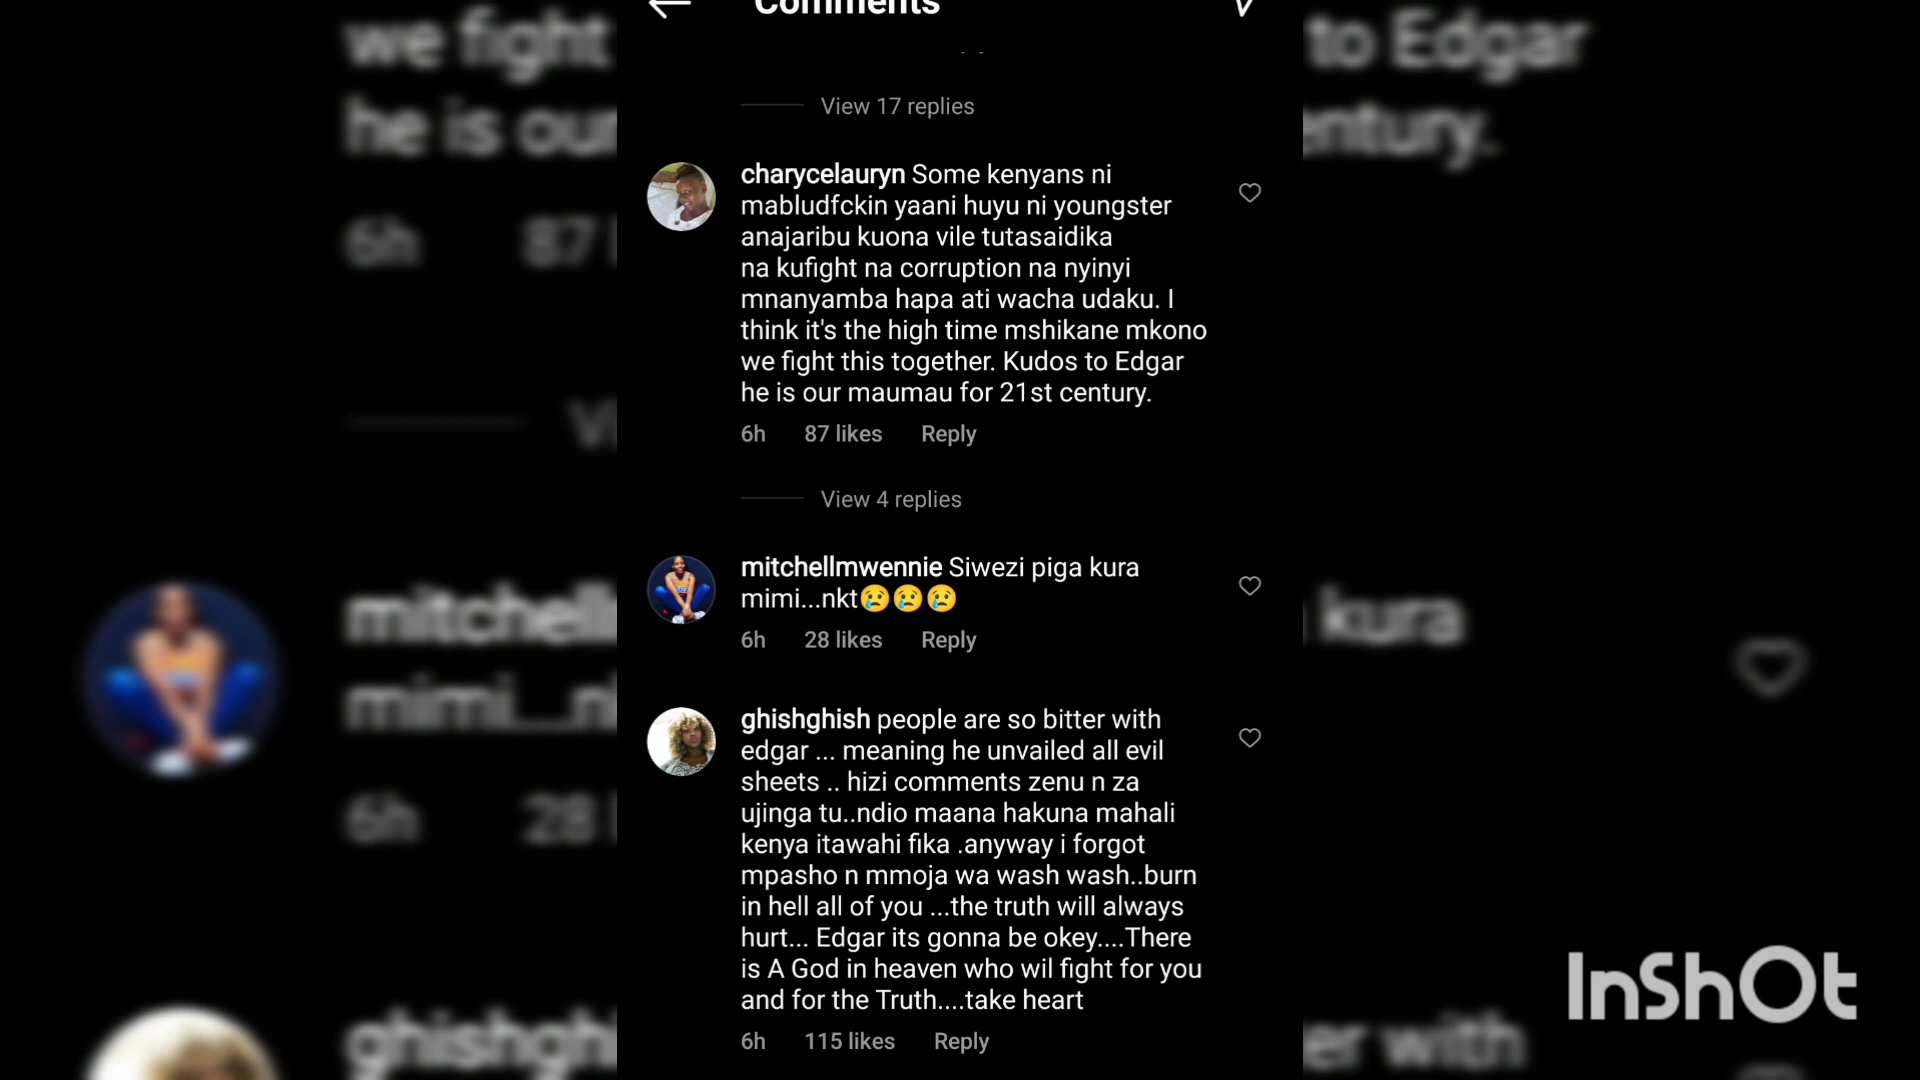 Comments
View 17 replies
charycelauryn Some kenyans ni
mabludfckin yaani huyu ni youngster
anajaribu kuona vile tutasaidika
na kufight na corruption na nyinyi
mnanyamba hapa ati wacha udaku. I
think it's the high time mshikane mkono
we fight this together. Kudos to Edgar
he is our maumau for 21st century.
6h 87 likes Reply
View 4 replies
mitchellmwennie Siwezi piga kura
mimi...nkt😢😢😢
6h 28 likes Reply
ghishghish people are so bitter with
edgar ... meaning he unvailed all evil
sheets .. hizi comments zenu n za
ujinga tu..ndio maana hakuna mahali
kenya itawahi fika .anyway i forgot
mpasho n mmoja wa wash wash..burn
in hell all of you ...the truth will always
hurt... Edgar its gonna be okey....There
is A God in heaven who wil fight for you
and for the Truth....take heart
6h 115 likes Reply
we fight
he is our
6h 87
mitchell
mimi...n
6h 28
ghishgh
to Edgar
entury.
kura
er with
InShOt